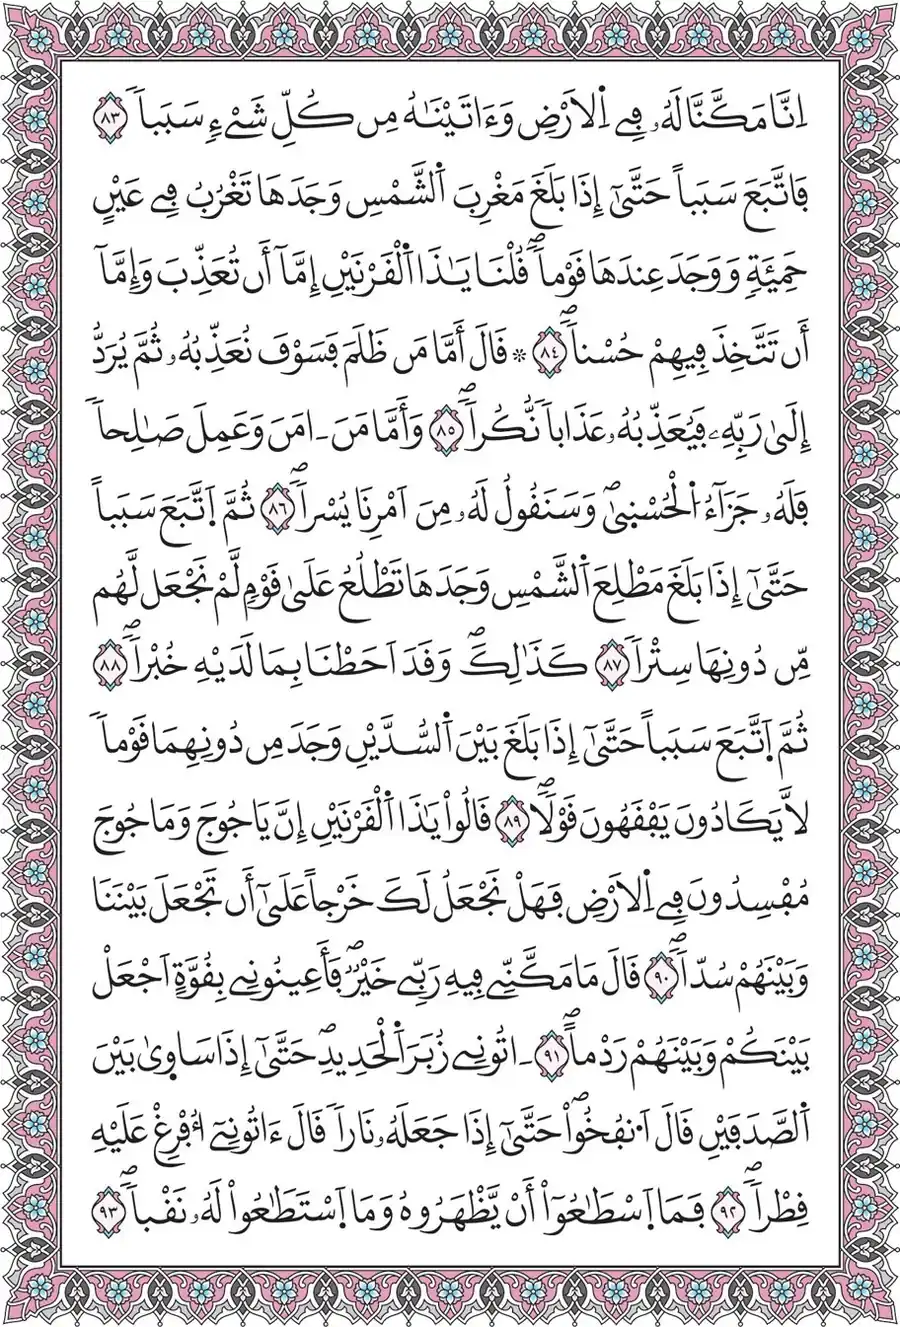 اِنَّا مَكَّنَّا لَهُۥ فِے اِ۬لَارْضِ وَءَاتَيْنَٰهُ مِن كُلِّ شَےْءٖ سَبَباٗۖ ٨٣
فَاتَّبَعَ سَبَباً حَتَّيٰٓ إِذَا بَلَغَ مَغْرِبَ اَ۬لشَّمْسِ وَجَدَهَا تَغْرُبُ فِے عَيْنٍ
حَمِئَةٖ وَوَجَدَ عِندَهَا قَوْماٗۖ قُلْنَا يَٰذَا اَ۬لْقَرْنَيْنِ إِمَّآ أَن تُعَذِّبَ وَإِمَّآ
أَن تَتَّخِذَ فِيهِمْ حُسْناٗۖ ٨٤ ۞ قَالَ أَمَّا مَن ظَلَمَ فَسَوْفَ نُعَذِّبُهُۥ ثُمَّ يُرَدُّ
إِلَيٰ رَبِّهِۦ فَيُعَذِّبُهُۥ عَذَاباٗ نُّكُراٗۖ ٨٥ وَأَمَّا مَنَ ـ اٰمَنَ وَعَمِلَ صَٰلِحاٗ
فَلَهُۥ جَزَآءُ اُ۬لْحُسْنِيٰۖ وَسَنَقُولُ لَهُۥ مِنَ اَمْرِنَا يُسْراٗۖ ٨٦ ثُمَّ اَ۪تَّبَعَ سَبَباً
حَتَّيٰٓ إِذَا بَلَغَ مَطْلِعَ اَ۬لشَّمْسِ وَجَدَهَا تَطْلُعُ عَلَيٰ قَوْمٖ لَّمْ نَجْعَل لَّهُم
مِّن دُونِهَا سِتْراٗۖ ٨٧ كَذَٰلِكَۖ وَقَدَ اَحَطْنَا بِمَا لَدَيْهِ خُبْراٗۖ ٨٨
ثُمَّ اَ۪تَّبَعَ سَبَباً حَتَّيٰٓ إِذَا بَلَغَ بَيْنَ اَ۬لسُّدَّيْنِ وَجَدَ مِن دُونِهِمَا قَوْماٗ
لَّا يَكَادُونَ يَفْقَهُونَ قَوْلاٗۖ ٨٩ قَالُواْ يَٰذَا اَ۬لْقَرْنَيْنِ إِنَّ يَاجُوجَ وَمَاجُوجَ
مُفْسِدُونَ فِے اِ۬لَارْضِ فَهَلْ نَجْعَلُ لَكَ خَرْجاً عَلَيٰٓ أَن تَجْعَلَ بَيْنَنَا
وَبَيْنَهُمْ سُدّاٗۖ ٩٠ قَالَ مَا مَكَّنِّے فِيهِ رَبِّے خَيْرٞۖ فَأَعِينُونِے بِقُوَّةٍ اَجْعَلْ
بَيْنَكُمْ وَبَيْنَهُمْ رَدْماًۖ ٩١ ـ اتُونِے زُبَرَ اَ۬لْحَدِيدِۖ حَتَّيٰٓ إِذَا سَاو۪يٰ بَيْنَ
اَ۬لصَّدَفَيْنِ قَالَ اَ۟نفُخُواْۖ حَتَّيٰٓ إِذَا جَعَلَهُۥ نَاراٗ قَالَ ءَاتُونِےٓ أُفْرِغْ عَلَيْهِ
قِطْراٗۖ ٩٢ فَمَا اَ۪سْطَٰعُوٓاْ أَنْ يَّظْهَرُوهُ وَمَا اَ۪سْتَطَٰعُواْ لَهُۥ نَقْباٗۖ ٩٣